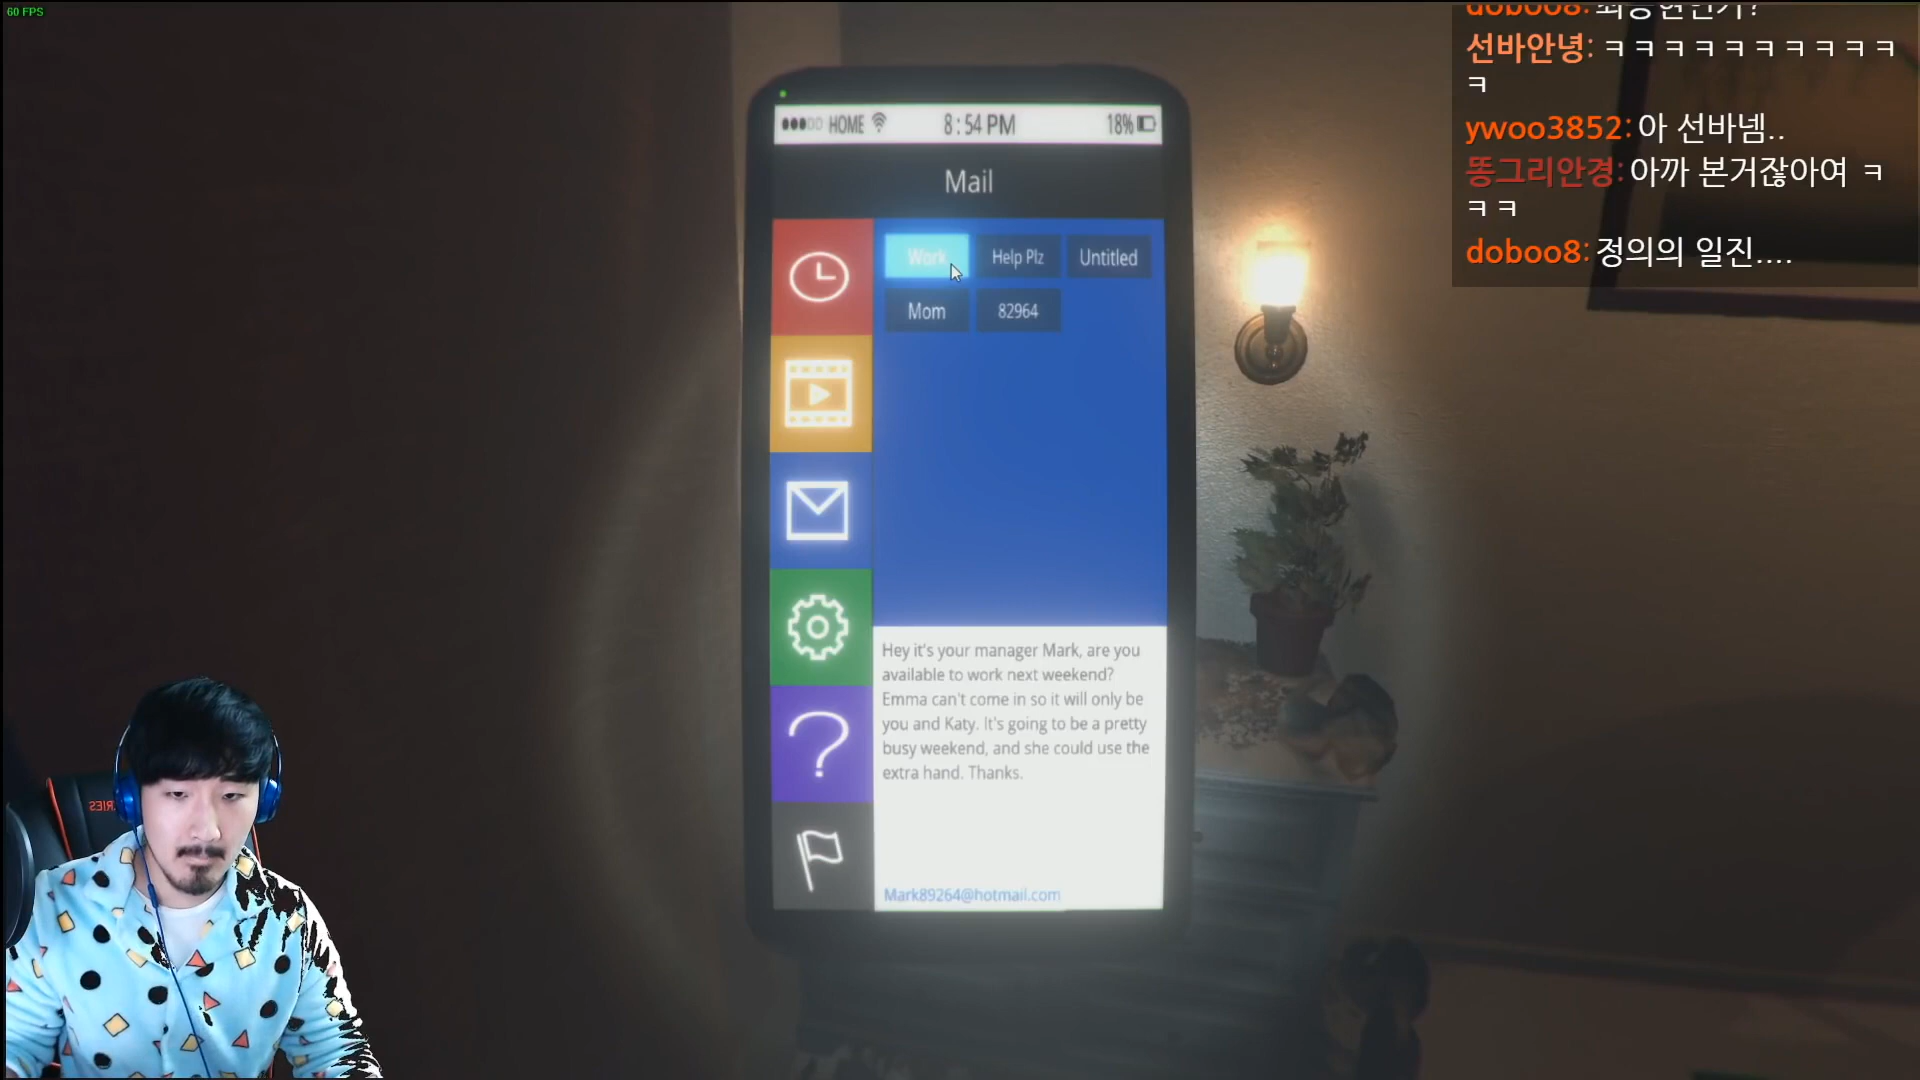 60 FPS
선바안녕: ㅋㅋㅋㅋㅋㅋㅋㅋㅋㅋ
ㅋ
ywoo3852: 아 선바넴..
똥그리안경: 아까 본거잖아여 ㅋ
ㅋㅋ
doboo8: 정의의 일진....
HOME 8:54 PM 18%
Mail
Work Help Plz Untitled
Mom 82964
Hey it's your manager Mark, are you
available to work next weekend?
Emma can't come in so it will only be
you and Katy. It's going to be a pretty
busy weekend, and she could use the
extra hand. Thanks.
Mark89264@hotmail.com